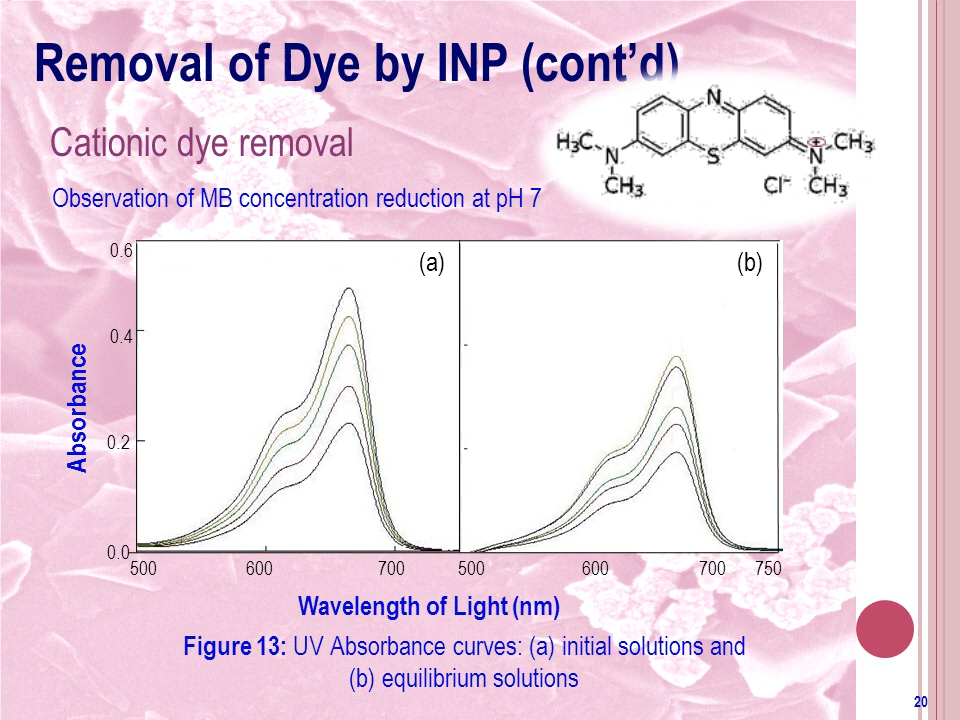 Removal of Dye by INP (cont’d)
Cationic dye removal
Observation of MB concentration reduction at pH 7
N
H₃C
N
CH₃
S
N
+
CH₃
CH₃
Cl⁻
(a)
(b)
0.6
0.4
0.2
0.0
Absorbance
500
600
700
500
600
700
750
Wavelength of Light (nm)
Figure 13: UV Absorbance curves: (a) initial solutions and
(b) equilibrium solutions
20